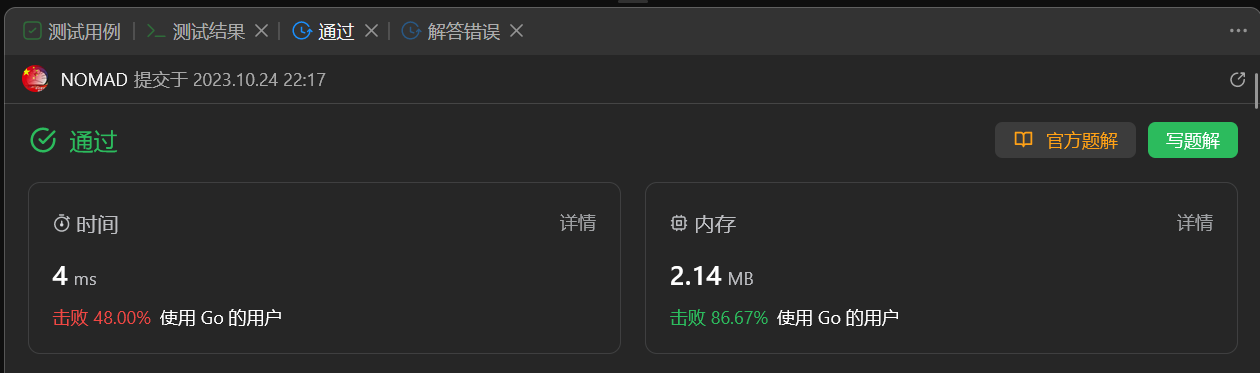 测试用例 测试结果 通过 解答错误
NOMAD 提交于 2023.10.24 22:17
通过 官方题解 写题解
时间 详情
4 ms
击败 48.00% 使用 Go 的用户
内存 详情
2.14 MB
击败 86.67% 使用 Go 的用户